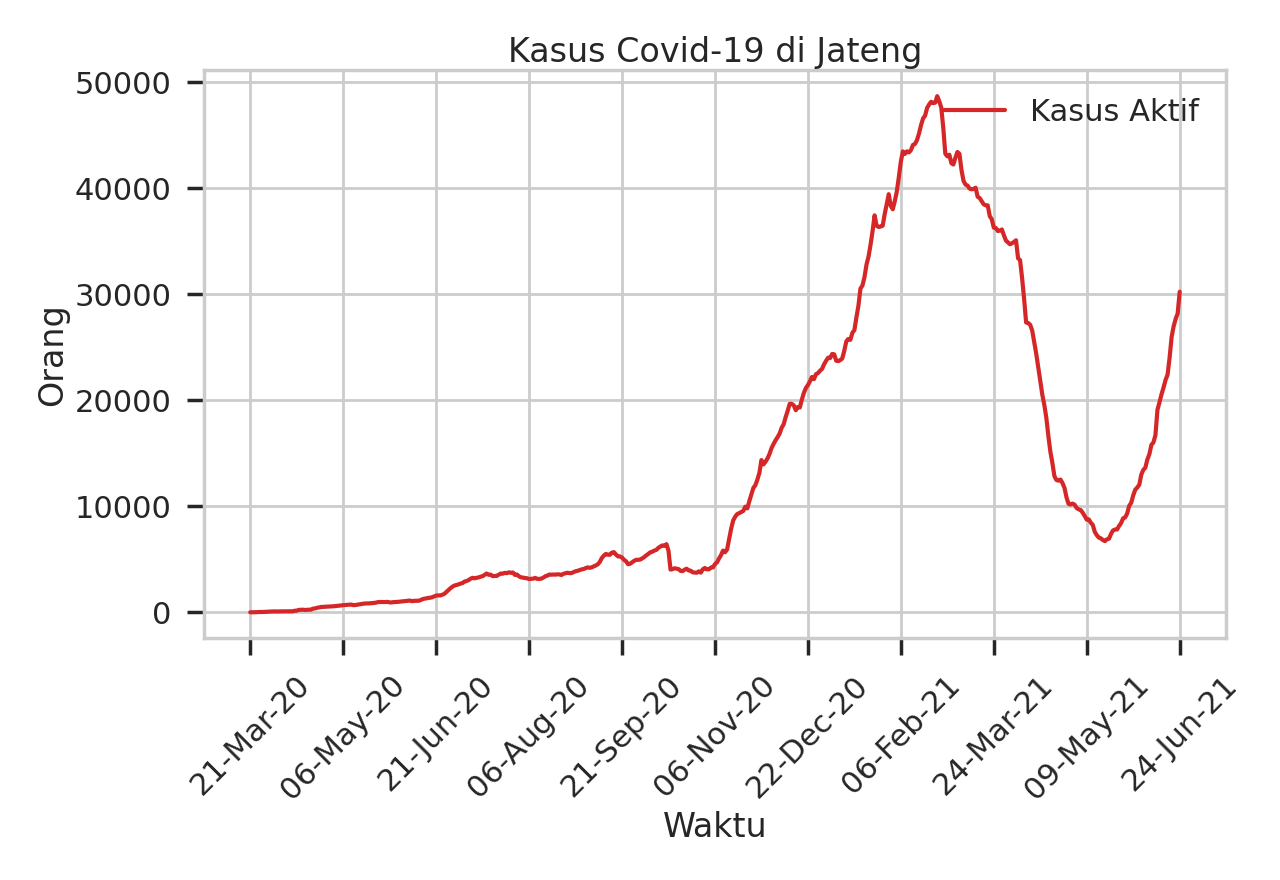 Kasus Covid-19 di Jateng
50000
40000
30000
20000
10000
0
Orang
Kasus Aktif
21-Mar-20
06-May-20
21-Jun-20
06-Aug-20
21-Sep-20
06-Nov-20
22-Dec-20
06-Feb-21
24-Mar-21
09-May-21
24-Jun-21
Waktu